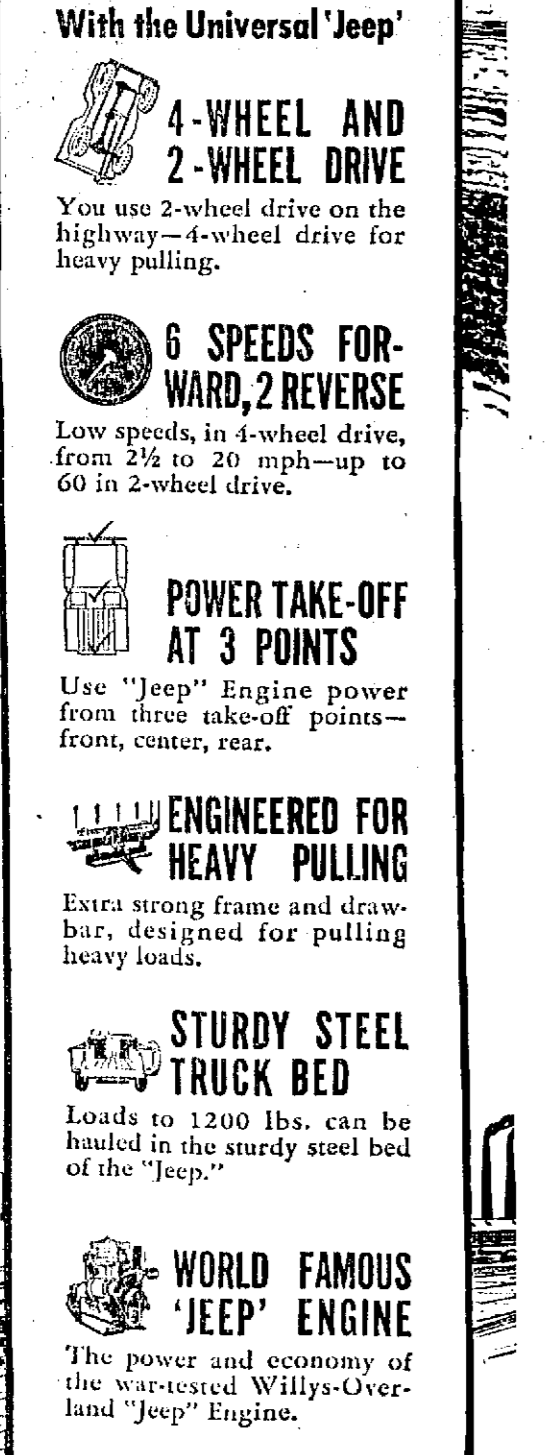 With the Universal 'Jeep'
4-WHEEL AND
2-WHEEL DRIVE
You use 2-wheel drive on the
highway—4-wheel drive for
heavy pulling.
6 SPEEDS FOR-
WARD, 2 REVERSE
Low speeds, in 4-wheel drive,
from 2½ to 20 mph—up to
60 in 2-wheel drive.
POWER TAKE-OFF
AT 3 POINTS
Use "Jeep" Engine power
from three take-off points—
front, center, rear.
ENGINEERED FOR
HEAVY PULLING
Extra strong frame and draw-
bar, designed for pulling
heavy loads.
STURDY STEEL
TRUCK BED
Loads to 1200 lbs. can be
hauled in the sturdy steel bed
of the "Jeep."
WORLD FAMOUS
'JEEP' ENGINE
The power and economy of
the war-tested Willys-Over-
land "Jeep" Engine.